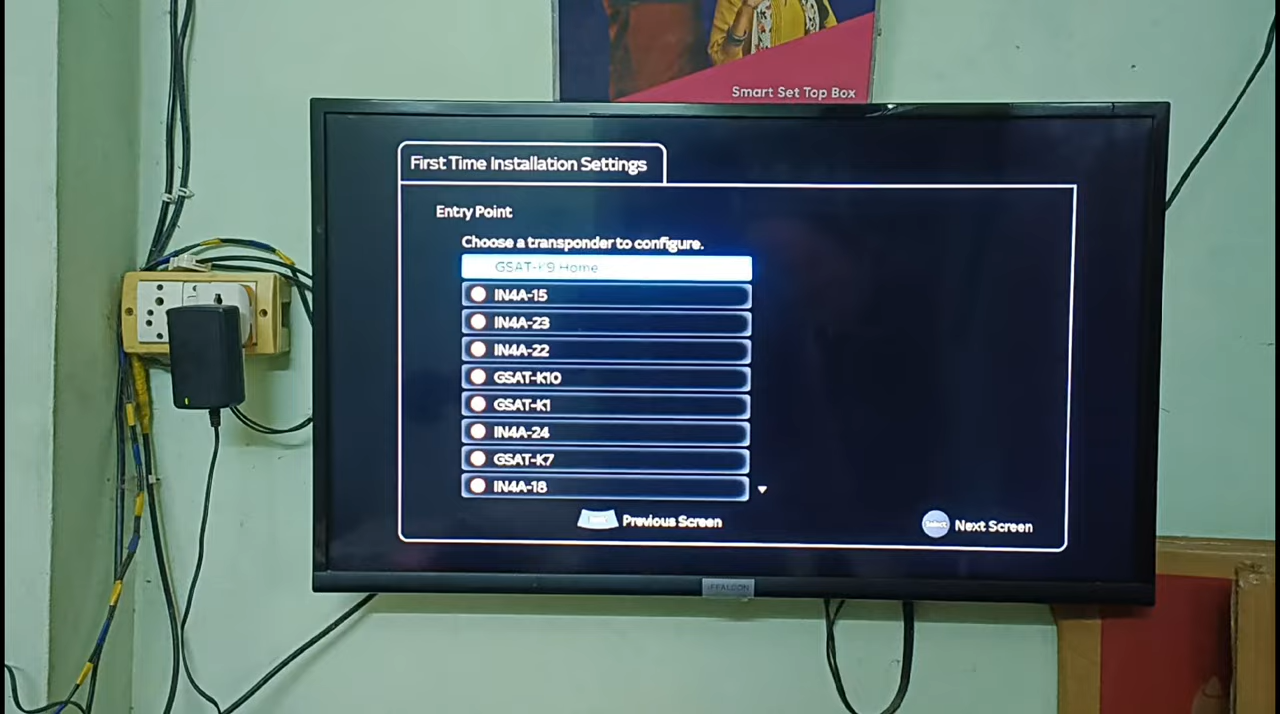 Smart Set Top Box
First Time Installation Settings
Entry Point
Choose a transponder to configure.
GSAT-K9 Home
IN4A-15
IN4A-23
IN4A-22
GSAT-K10
GSAT-K1
IN4A-24
GSAT-K7
IN4A-18
Previous Screen
Select Next Screen
iFFALCON